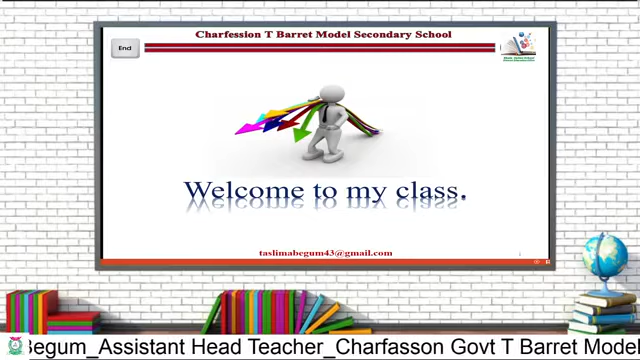 Charfession T Barret Model Secondary School
End
Welcome to my class.
taslimabegum43@gmail.com
Begum_Assistant Head Teacher_Charfasson Govt T Barret Model